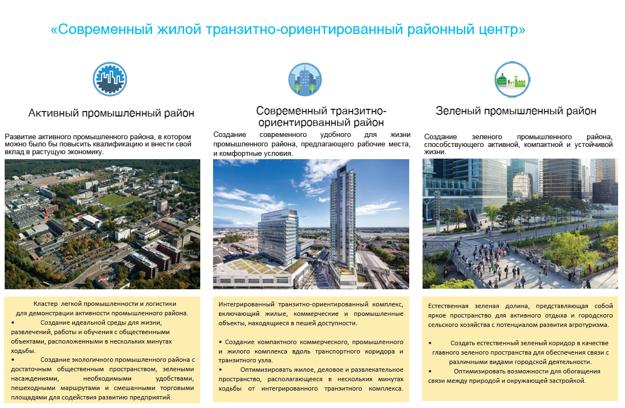 «Современный жилой транзитно-ориентированный районный центр»
Активный промышленный район
Развитие активного промышленного района, в котором
можно было бы повысить квалификацию и внести свой
вклад в растущую экономику.
Кластер легкой промышленности и логистики
для демонстрации активности промышленного района.
• Создание идеальной среды для жизни,
развлечений, работы и обучения с общественными
объектами, расположенными в нескольких минутах
ходьбы.
• Создание экологичного промышленного района с
достаточным общественным пространством, зелеными
насаждениями, необходимыми удобствами,
пешеходными маршрутами и смешанными торговыми
площадями для содействия развитию предприятий.
Современный транзитно-
ориентированный район
Создание современного удобного для жизни
промышленного района, предлагающего рабочие места,
и комфортные условия.
Интегрированный транзитно-ориентированный комплекс,
включающий жилые, коммерческие и промышленные
объекты, находящиеся в пешей доступности.
• Создание компактного коммерческого, промышленного
и жилого комплекса вдоль транзитного коридора и
транзитного узла.
• Оптимизировать жилое, деловое и развлекательное
пространство, располагающееся в нескольких минутах
ходьбы от интегрированного транзитного комплекса.
Зеленый промышленный район
Создание зеленого промышленного района,
способствующего активной, компактной и устойчивой
жизни.
Естественная зеленая долина, представляющая собой
яркое пространство для активного отдыха и городского
сельского хозяйства с потенциалом развития агротуризма.
• Создать естественный зеленый коридор в качестве
главного зеленого пространства для обеспечения связи с
различными видами городской деятельности.
• Оптимизировать возможности для обогащения
связи между природой и окружающей застройкой.